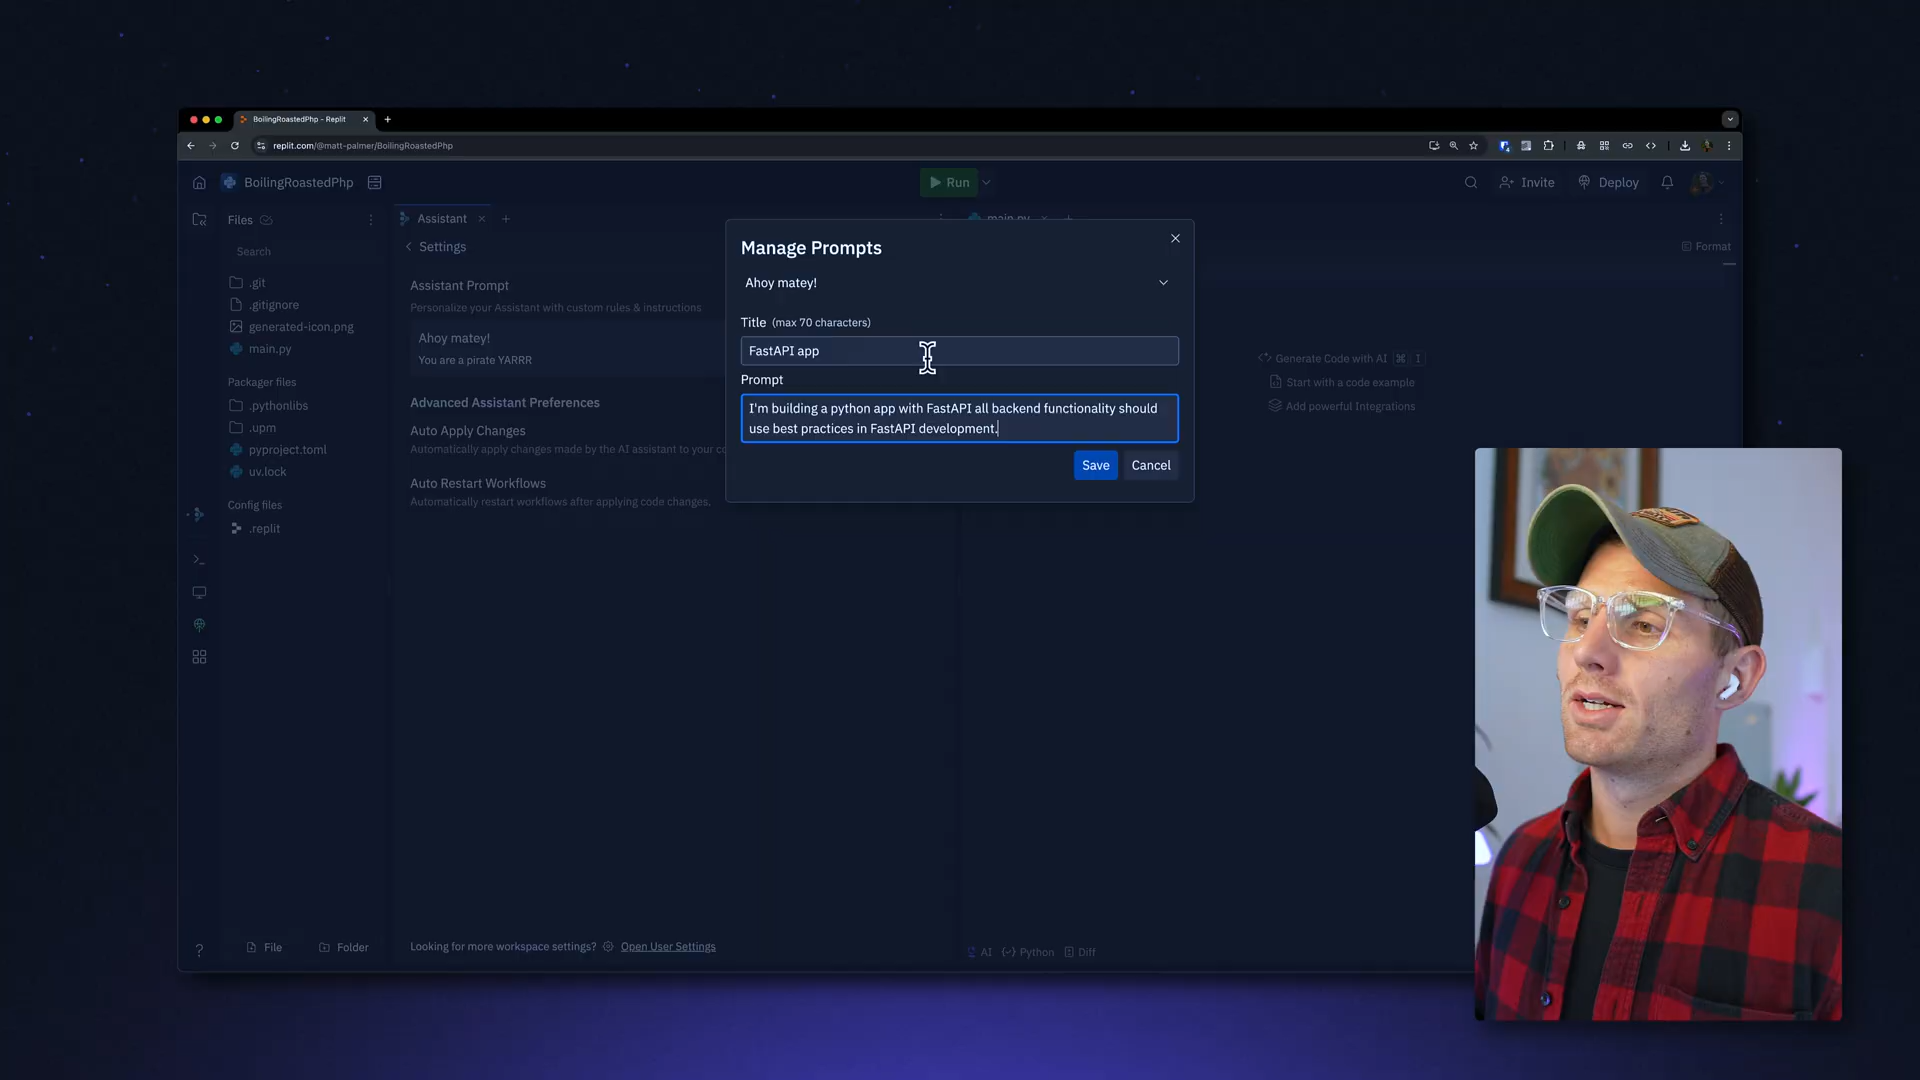 BoilingRoastedPhp - Replit
replit.com/@matt-palmer/BoilingRoastedPhp
BoilingRoastedPhp
Run
Invite
Deploy
Files
Assistant
main.py
Settings
Format
Search
.git
.gitignore
generated-icon.png
main.py
Packager files
.pythonlibs
.upm
pyproject.toml
uv.lock
Config files
.replit
Assistant Prompt
Personalize your Assistant with custom rules & instructions
Ahoy matey!
You are a pirate YARRR
Advanced Assistant Preferences
Auto Apply Changes
Automatically apply changes made by the AI assistant to your co
Auto Restart Workflows
Automatically restart workflows after applying code changes.
Manage Prompts
Ahoy matey!
Title (max 70 characters)
FastAPI app
Prompt
I'm building a python app with FastAPI all backend functionality should
use best practices in FastAPI development.
Save Cancel
Generate Code with AI ⌘ I
Start with a code example
Add powerful Integrations
? File Folder
Looking for more workspace settings? Open User Settings
AI Python Diff